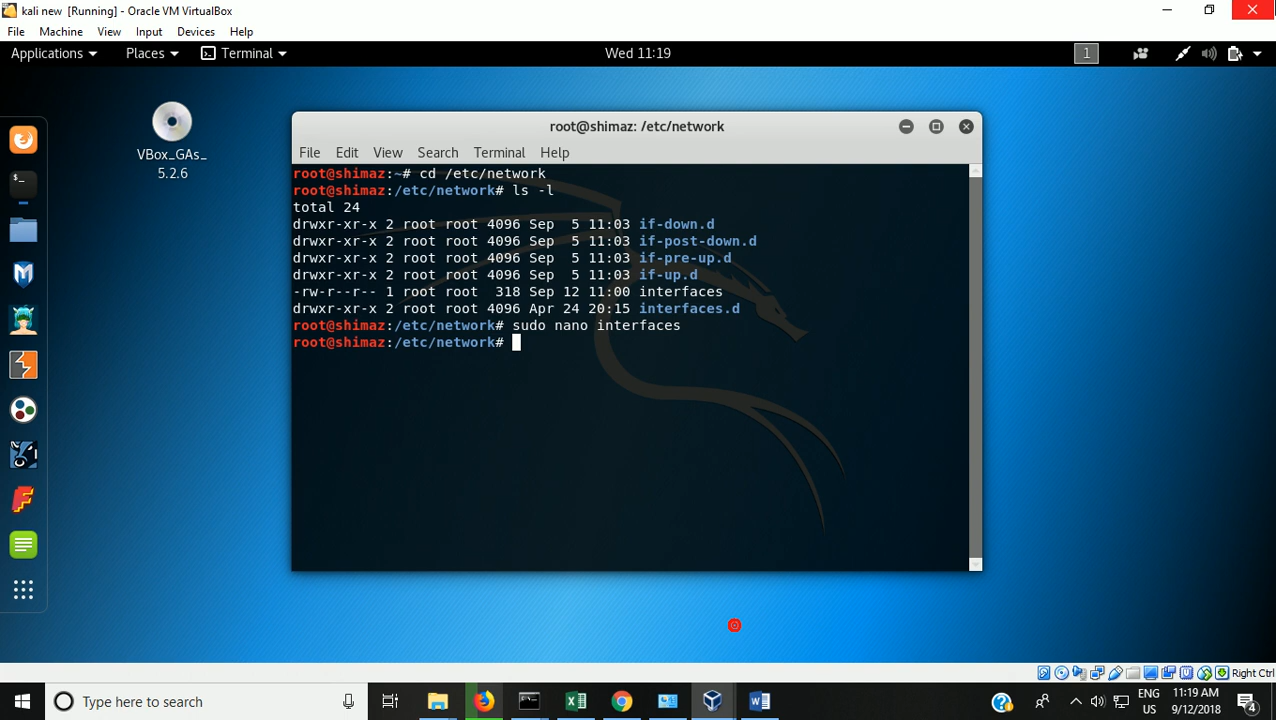 kali new [Running] - Oracle VM VirtualBox
File Machine View Input Devices Help
Applications Places Terminal Wed 11:19 1
VBox_GAs_
5.2.6
root@shimaz: /etc/network
File Edit View Search Terminal Help
root@shimaz:~# cd /etc/network
root@shimaz:/etc/network# ls -l
total 24
drwxr-xr-x 2 root root 4096 Sep  5 11:03 if-down.d
drwxr-xr-x 2 root root 4096 Sep  5 11:03 if-post-down.d
drwxr-xr-x 2 root root 4096 Sep  5 11:03 if-pre-up.d
drwxr-xr-x 2 root root 4096 Sep  5 11:03 if-up.d
-rw-r--r-- 1 root root  318 Sep 12 11:00 interfaces
drwxr-xr-x 2 root root 4096 Apr 24 20:15 interfaces.d
root@shimaz:/etc/network# sudo nano interfaces
root@shimaz:/etc/network#
Right Ctrl
Type here to search
ENG
US
11:19 AM
9/12/2018
4